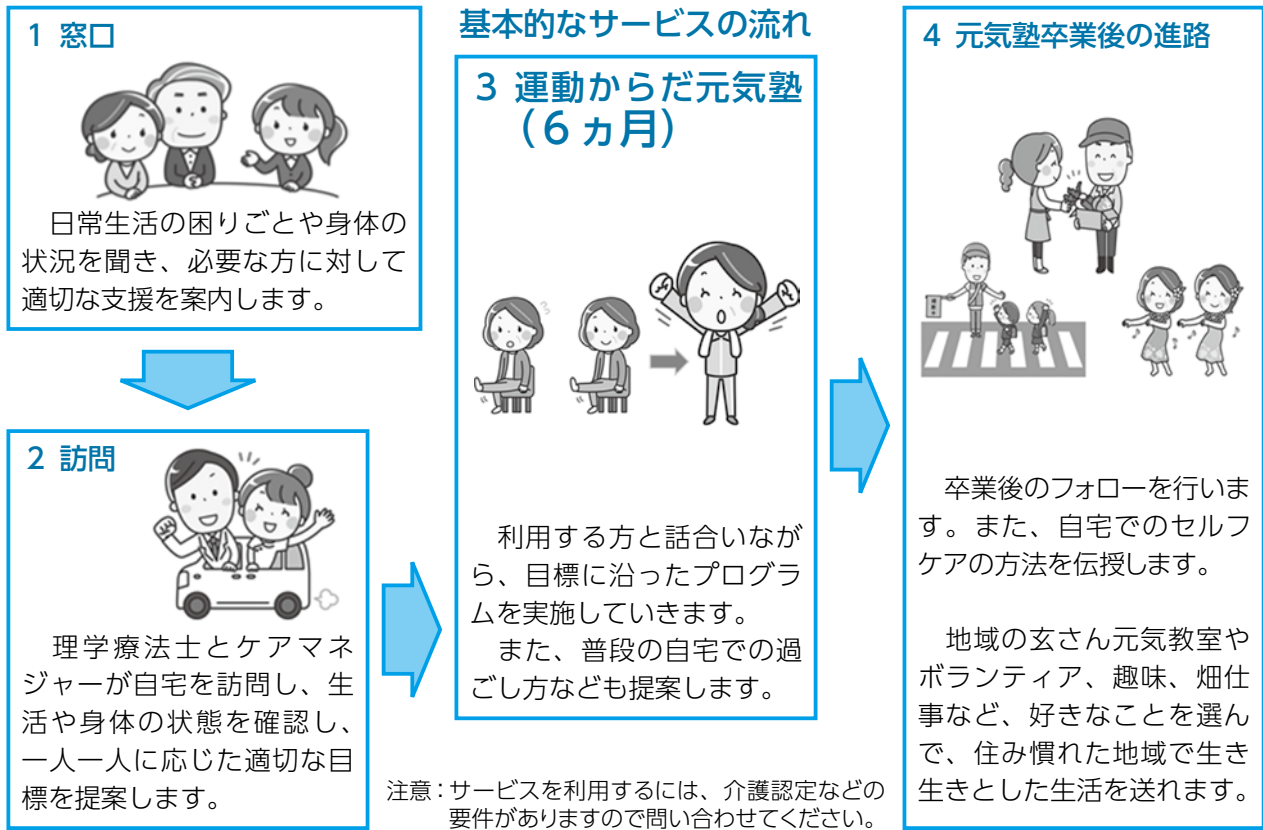 基本的なサービスの流れ
1 窓口
日常生活の困りごとや身体の
状況を聞き、必要な方に対して
適切な支援を案内します。
2 訪問
理学療法士とケアマネ
ジャーが自宅を訪問し、生
活や身体の状態を確認し、
一人一人に応じた適切な目
標を提案します。
3 運動からだ元気塾
（6ヵ月）
利用する方と話合いなが
ら、目標に沿ったプログラ
ムを実施していきます。
また、普段の自宅での過
ごし方なども提案します。
4 元気塾卒業後の進路
卒業後のフォローを行いま
す。また、自宅でのセルフ
ケアの方法を伝授します。
地域の玄さん元気教室や
ボランティア、趣味、畑仕
事など、好きなことを選ん
で、住み慣れた地域で生き
生きとした生活を送れます。
注意：サービスを利用するには、介護認定などの
要件がありますので問い合わせてください。